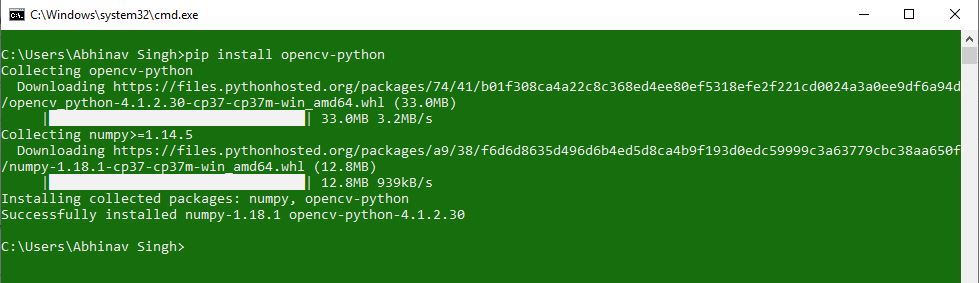 C:\Windows\system32\cmd.exe
C:\Users\Abhinav Singh>pip install opencv-python
Collecting opencv-python
  Downloading https://files.pythonhosted.org/packages/74/41/b01f308ca4a22c8c368ed4ee80ef5318efe2f221cd0024a3a0ee9df6a94d
/opencv_python-4.1.2.30-cp37-cp37m-win_amd64.whl (33.0MB)
     |████████████████████████████████| 33.0MB 3.2MB/s
Collecting numpy>=1.14.5
  Downloading https://files.pythonhosted.org/packages/a9/38/f6d6d8635d496d6b4ed5d8ca4b9f193d0edc59999c3a63779cbc38aa650f
/numpy-1.18.1-cp37-cp37m-win_amd64.whl (12.8MB)
     |████████████████████████████████| 12.8MB 939kB/s
Installing collected packages: numpy, opencv-python
Successfully installed numpy-1.18.1 opencv-python-4.1.2.30
C:\Users\Abhinav Singh>